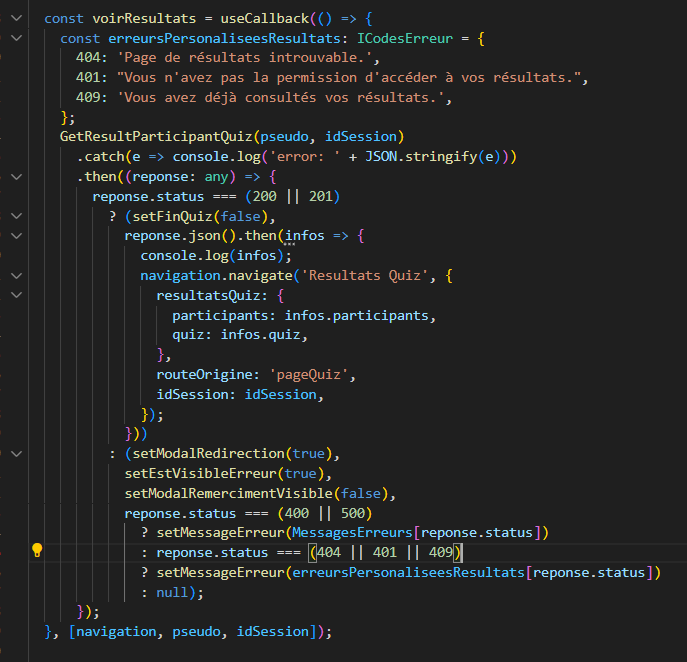 const voirResultats = useCallback(() => {
const erreursPersonaliseesResultats: ICodesErreur = {
404: 'Page de résultats introuvable.',
401: "Vous n'avez pas la permission d'accéder à vos résultats.",
409: 'Vous avez déjà consultés vos résultats.',
};
GetResultParticipantQuiz(pseudo, idSession)
.catch(e => console.log('error: ' + JSON.stringify(e)))
.then((reponse: any) => {
reponse.status === (200 || 201)
? (setFinQuiz(false),
reponse.json().then(infos => {
console.log(infos);
navigation.navigate('Resultats Quiz', {
resultatsQuiz: {
participants: infos.participants,
quiz: infos.quiz,
},
routeOrigine: 'pageQuiz',
idSession: idSession,
});
}))
: (setModalRedirection(true),
setEstVisibleErreur(true),
setModalRemercimentVisible(false),
reponse.status === (400 || 500)
? setMessageErreur(MessagesErreurs[reponse.status])
: reponse.status === (404 || 401 || 409)
? setMessageErreur(erreursPersonaliseesResultats[reponse.status])
: null);
});
}, [navigation, pseudo, idSession]);